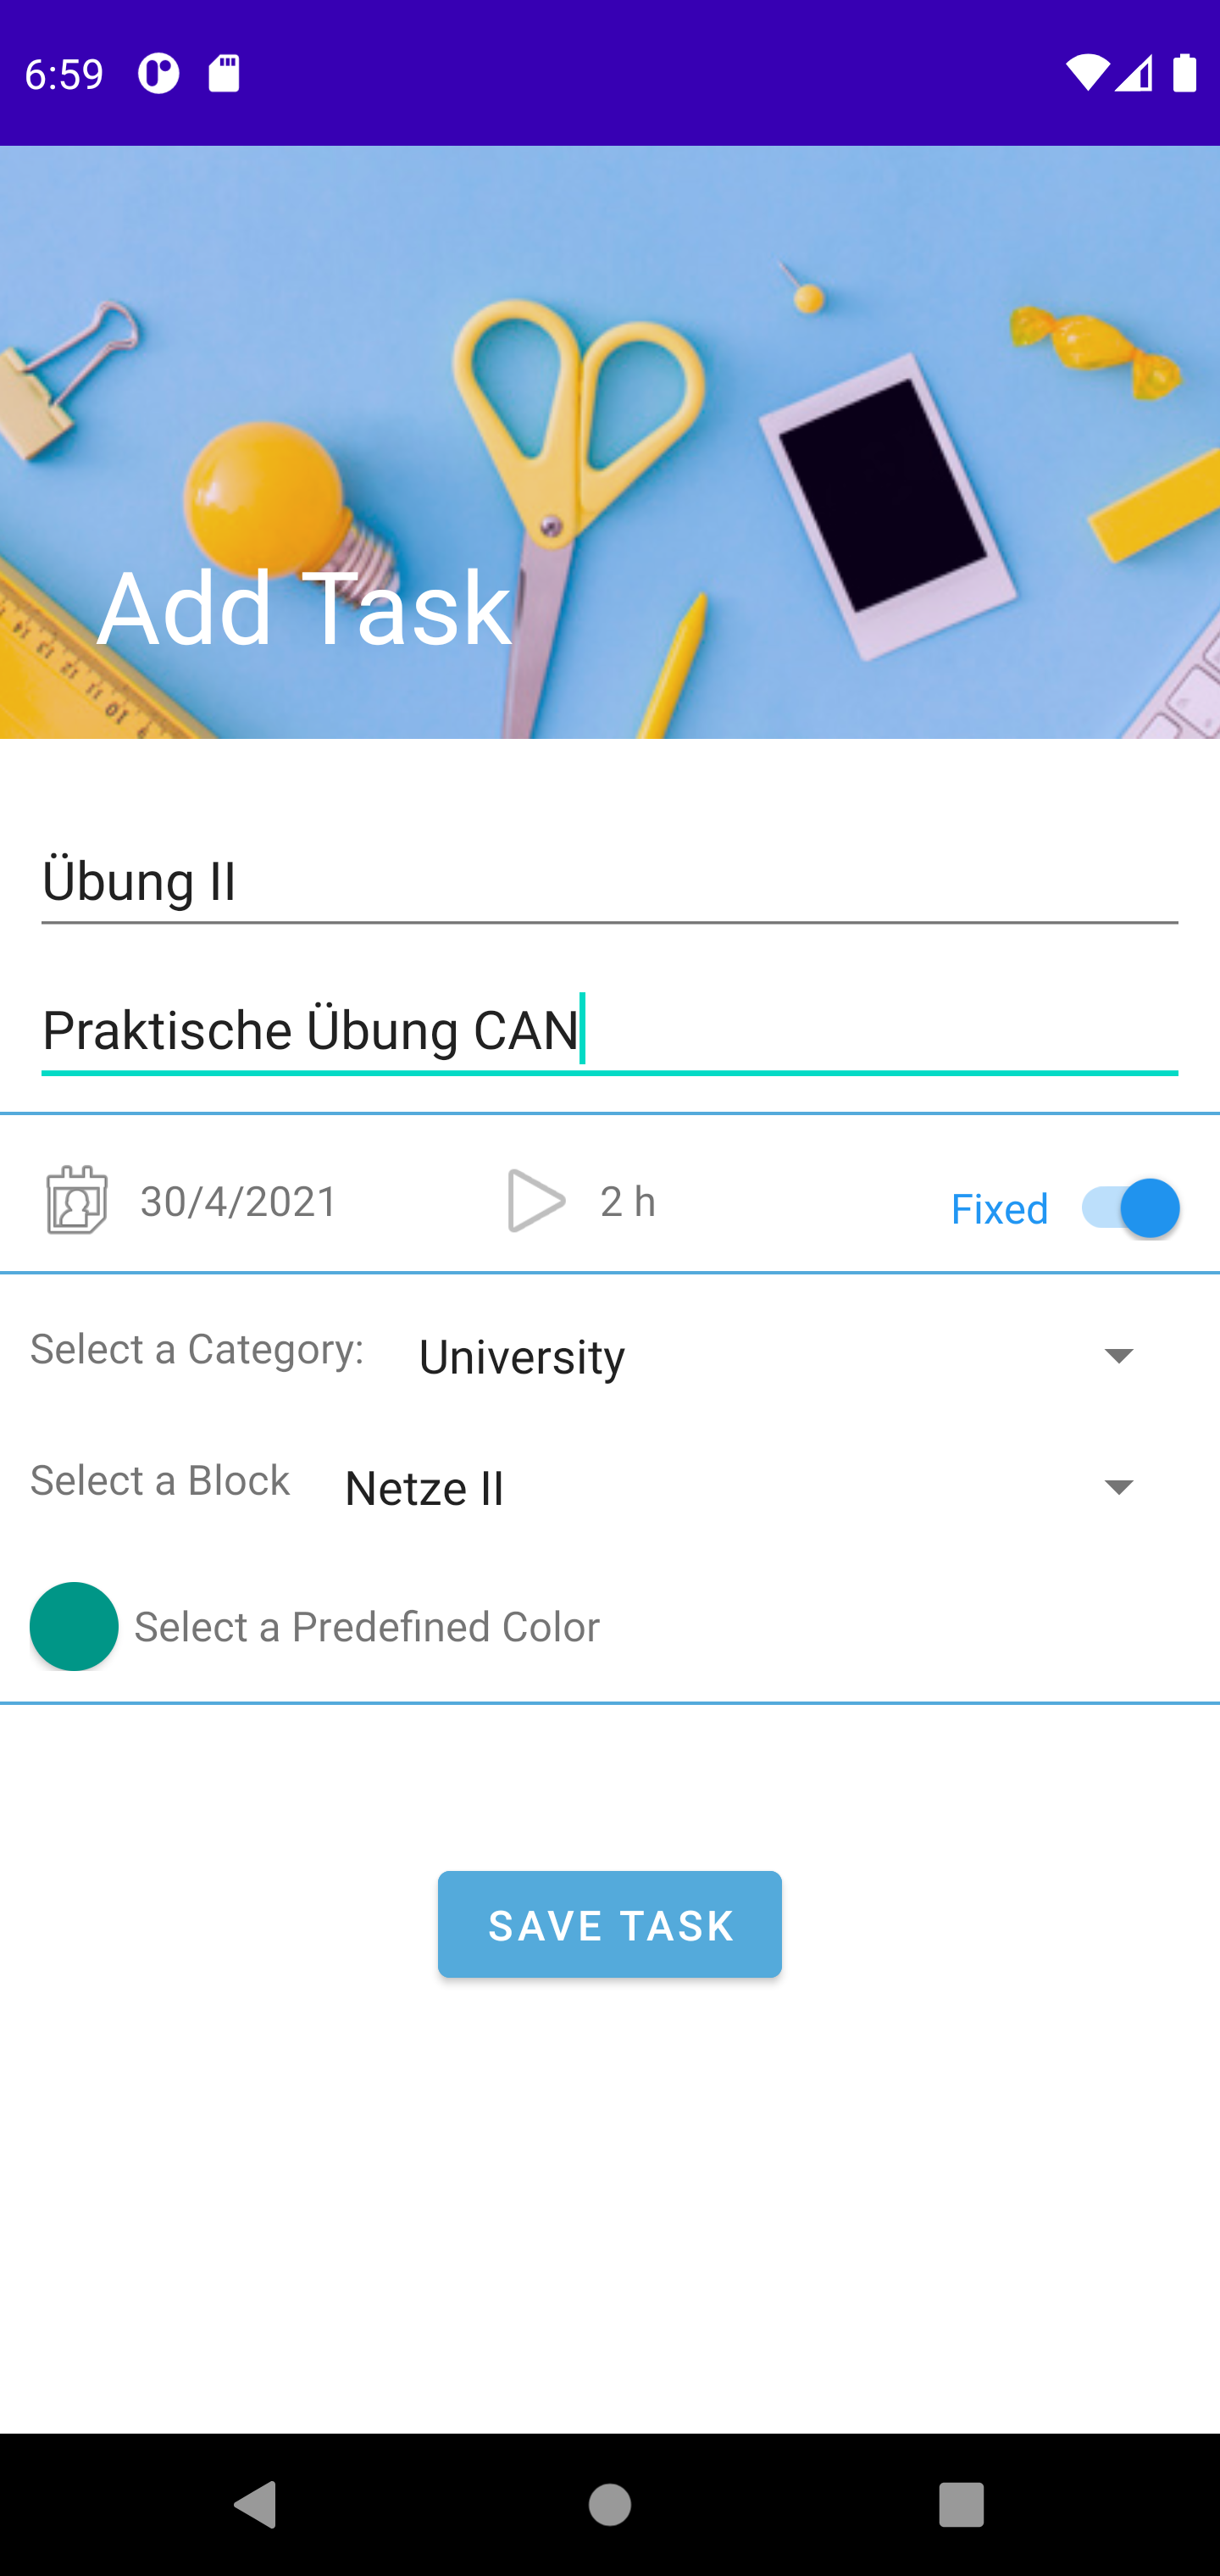 6:59
Add Task
Übung II
Praktische Übung CAN
30/4/2021 2 h Fixed
Select a Category: University
Select a Block Netze II
Select a Predefined Color
SAVE TASK